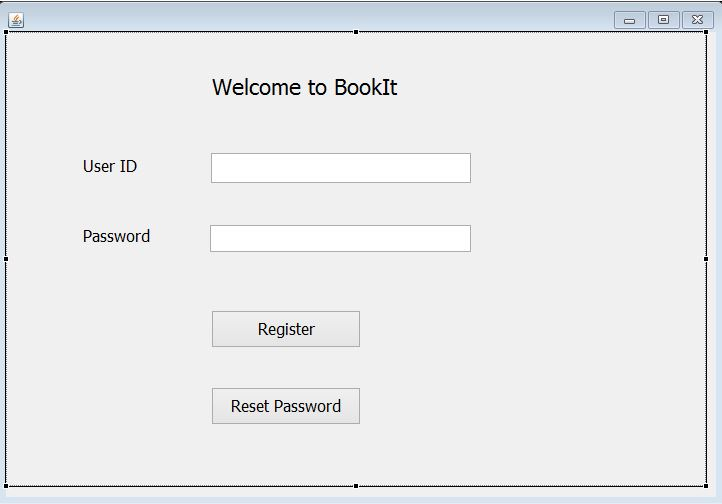 Welcome to BookIt
User ID
Password
Register
Reset Password